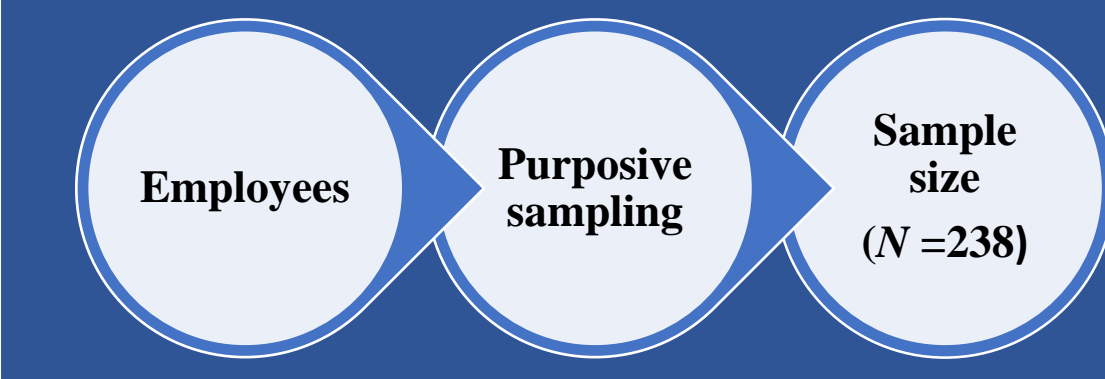 Employees
Purposive
sampling
Sample
size
(N =238)